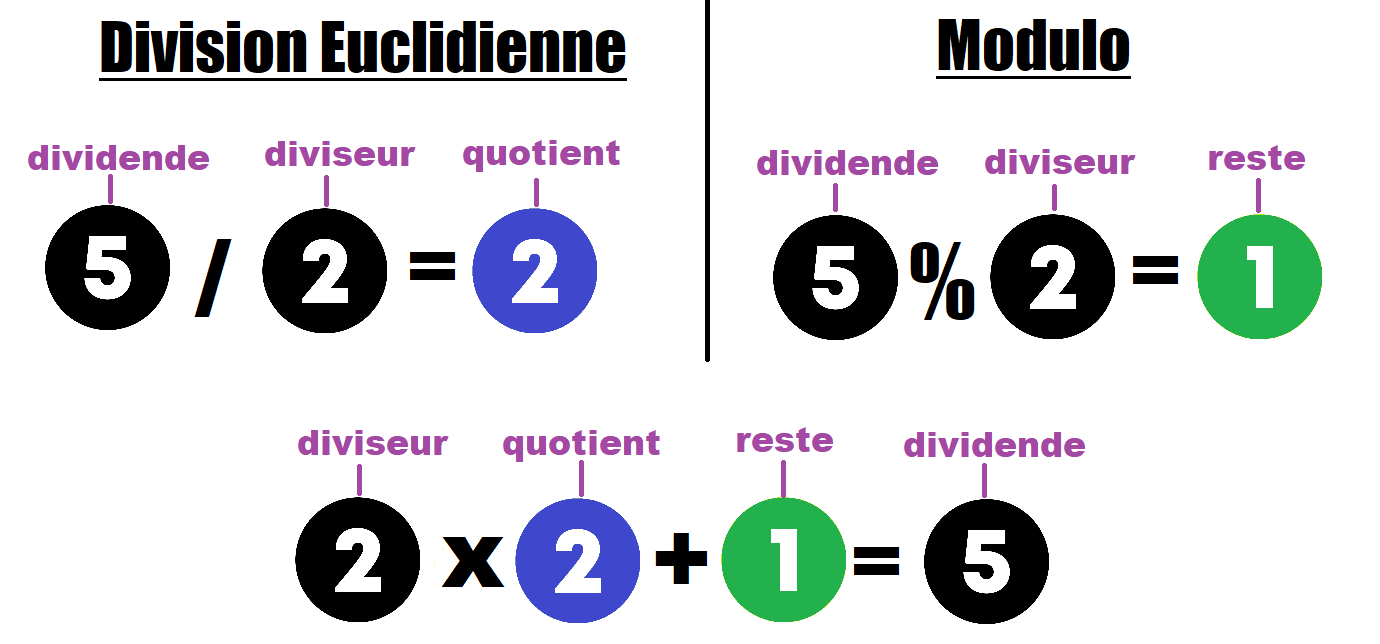 Division Euclidienne
dividende diviseur quotient
5 / 2 = 2
Modulo
dividende diviseur reste
5 % 2 = 1
diviseur quotient reste dividende
2 x 2 + 1 = 5